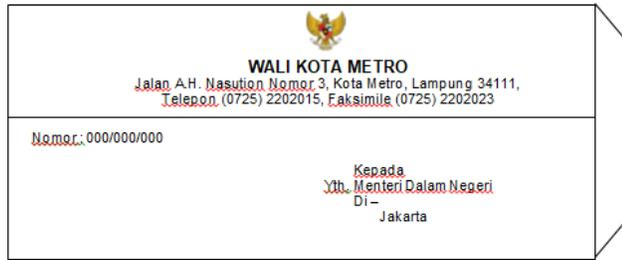 WALI KOTA METRO
Jalan A.H. Nasution Nomor 3, Kota Metro, Lampung 34111,
Telepon (0725) 2202015, Faksimile (0725) 2202023
Nomor : 000/000/000
Kepada
Yth. Menteri Dalam Negeri
Di –
Jakarta